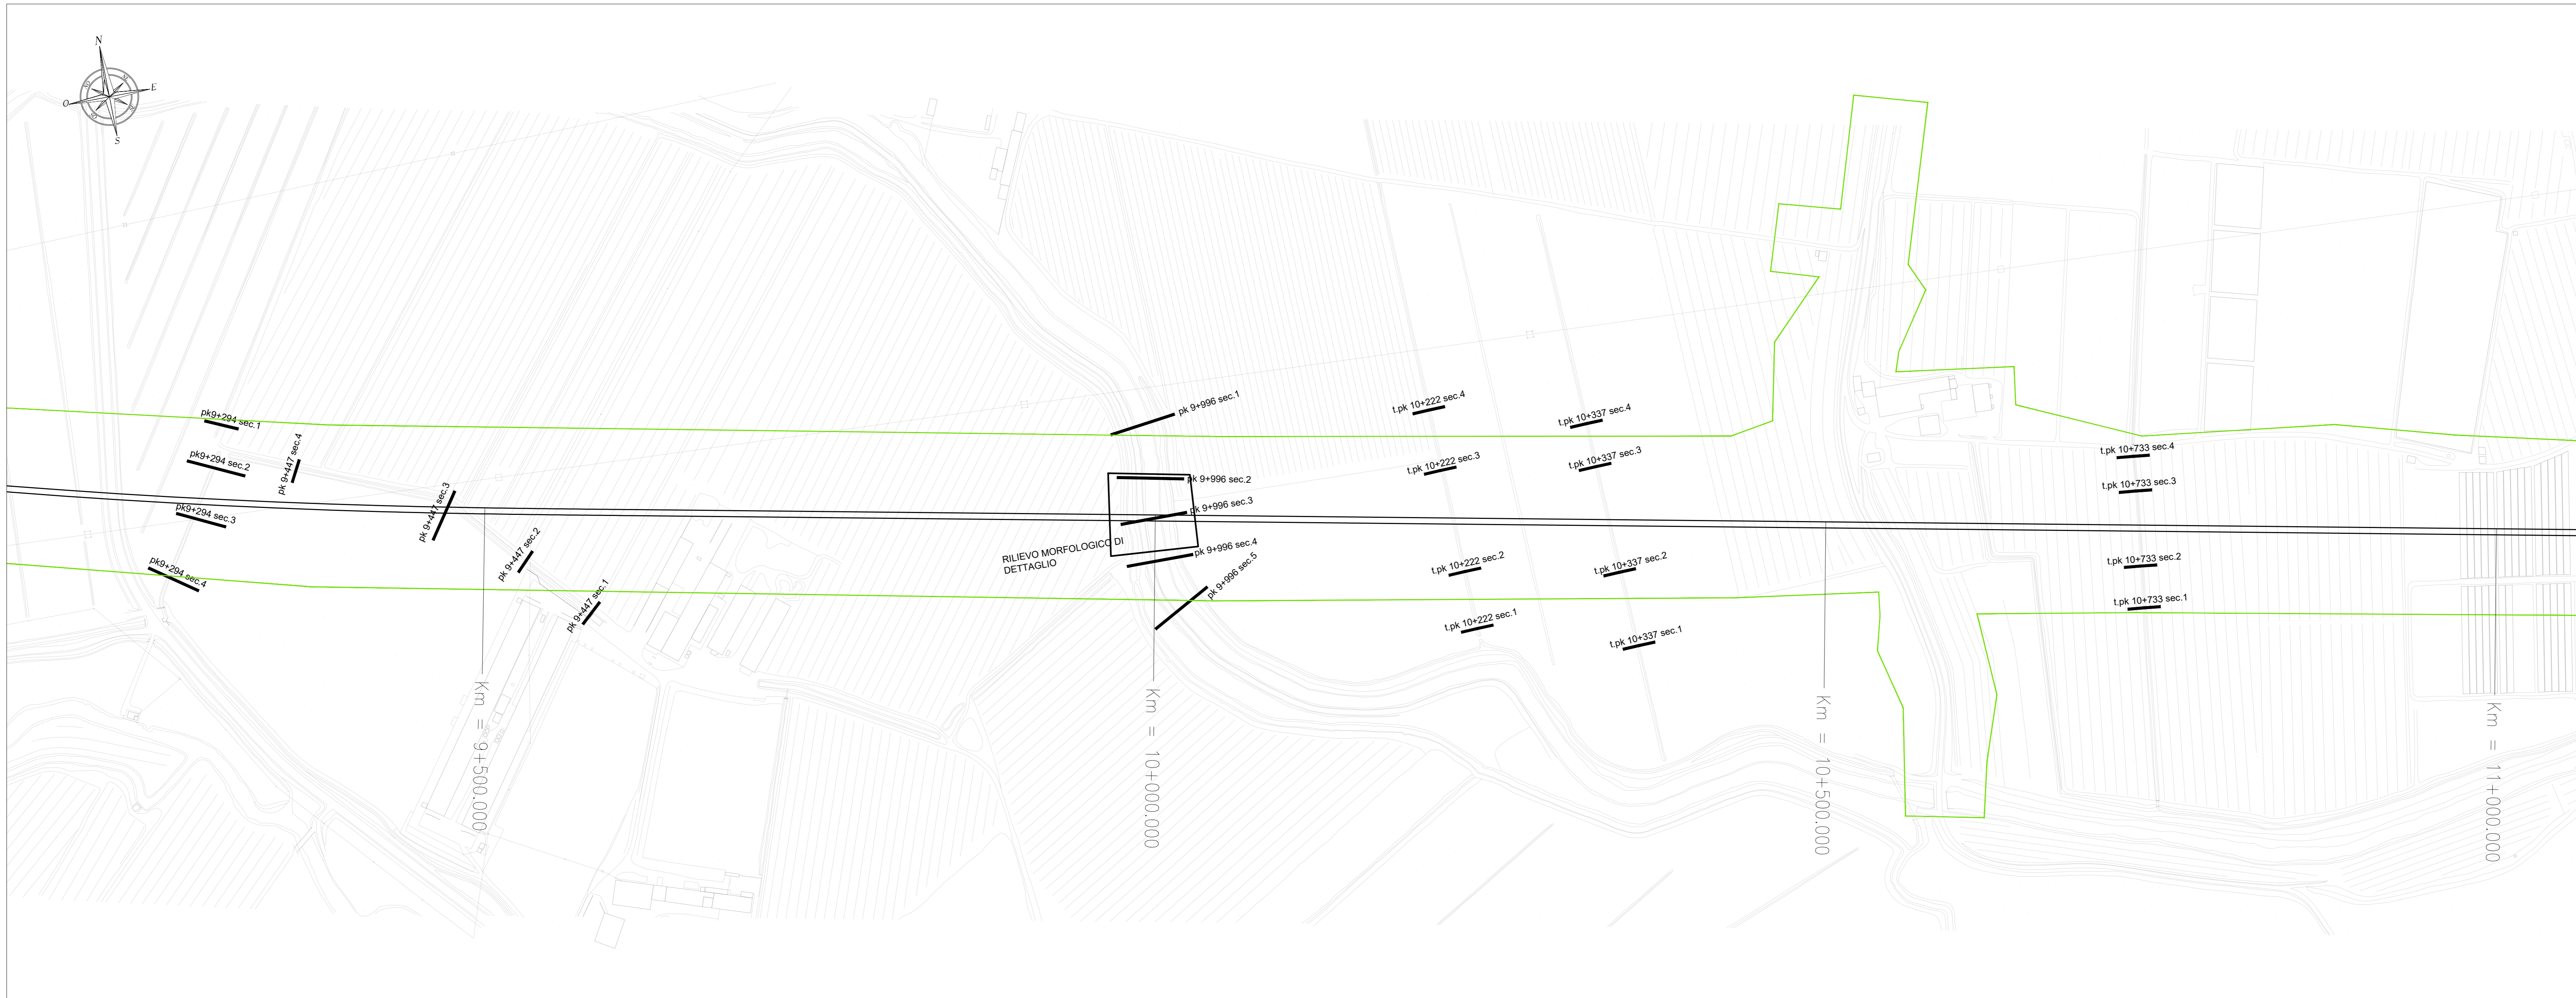 N
E
O
S
pk9+294 sec.1
pk9+294 sec.2
pk9+294 sec.3
pk9+294 sec.4
pk 9+447 sec.4
pk 9+447 sec.3
pk 9+447 sec.2
pk 9+447 sec.1
Km = 9+500.000
pk 9+996 sec.1
pk 9+996 sec.2
pk 9+996 sec.3
pk 9+996 sec.4
pk 9+996 sec.5
RILIEVO MORFOLOGICO DI
DETTAGLIO
Km = 10+000.000
t.pk 10+222 sec.4
t.pk 10+222 sec.3
t.pk 10+222 sec.2
t.pk 10+222 sec.1
t.pk 10+337 sec.4
t.pk 10+337 sec.3
t.pk 10+337 sec.2
t.pk 10+337 sec.1
Km = 10+500.000
t.pk 10+733 sec.4
t.pk 10+733 sec.3
t.pk 10+733 sec.2
t.pk 10+733 sec.1
Km = 11+000.000